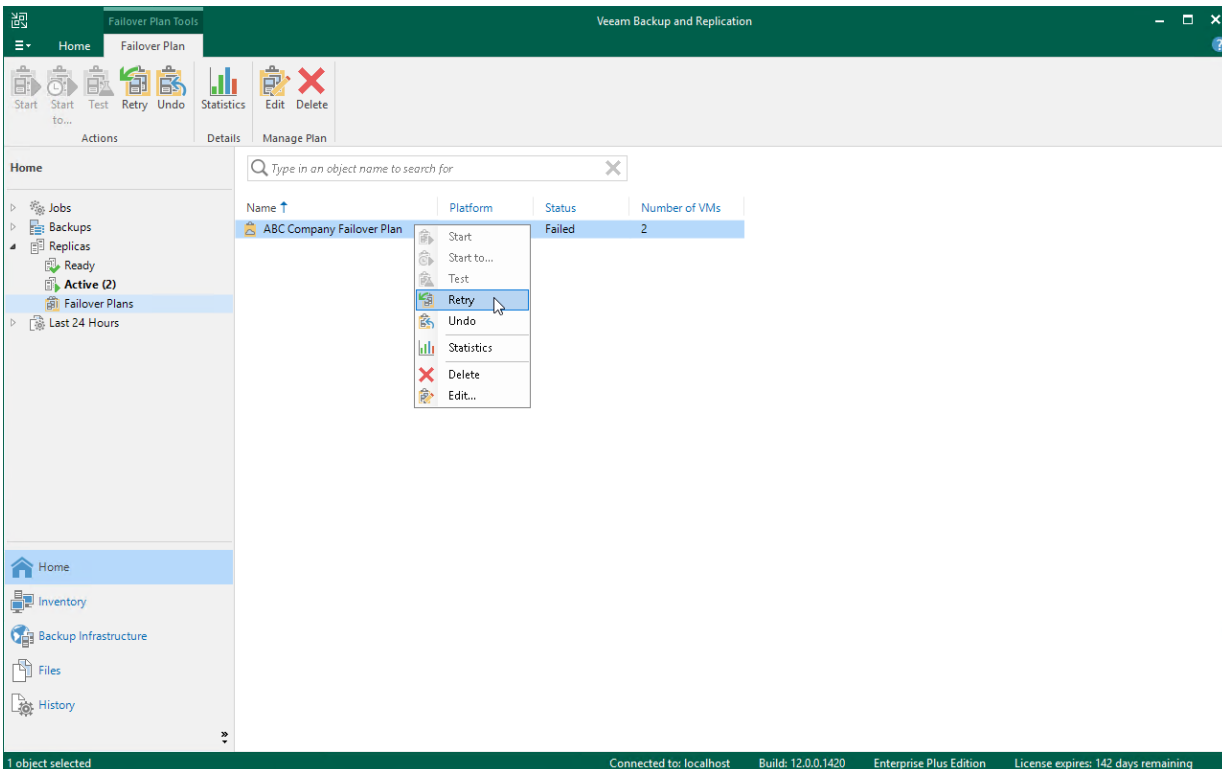 Failover Plan Tools
Veeam Backup and Replication
Home
Failover Plan
?
Start
Start to...
Test
Retry
Undo
Statistics
Edit
Delete
Actions
Details
Manage Plan
Home
Type in an object name to search for
Jobs
Backups
Replicas
Ready
Active (2)
Failover Plans
Last 24 Hours
Name Platform Status Number of VMs
ABC Company Failover Plan Failed 2
Start
Start to...
Test
Retry
Undo
Statistics
Delete
Edit...
Home
Inventory
Backup Infrastructure
Files
History
1 object selected
Connected to: localhost
Build: 12.0.0.1420
Enterprise Plus Edition
License expires: 142 days remaining